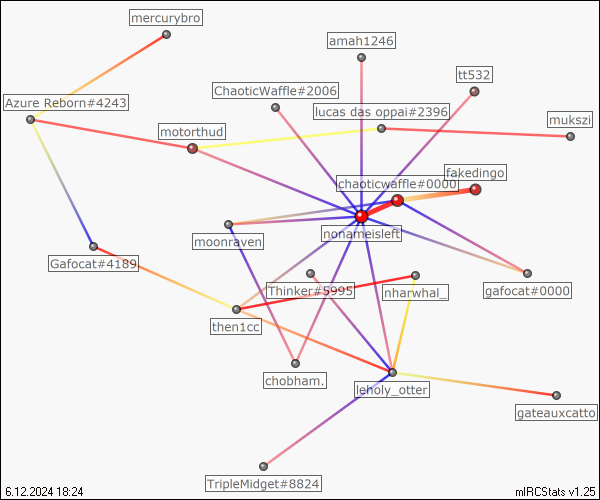 mercurybro
amah1246
tt532
ChaoticWaffle#2006
Azure Reborn#4243
lucas das oppai#2396
mukszi
motorthud
fakedingo
chaoticwaffle#0000
nonameisleft
moonraven
Gafocat#4189
Thinker#5995
nharwhal_
gafocat#0000
then1cc
chobham.
leholy_otter
gateauxcatto
TripleMidget#8824
6.12.2024 18:24
mIRCStats v1.25